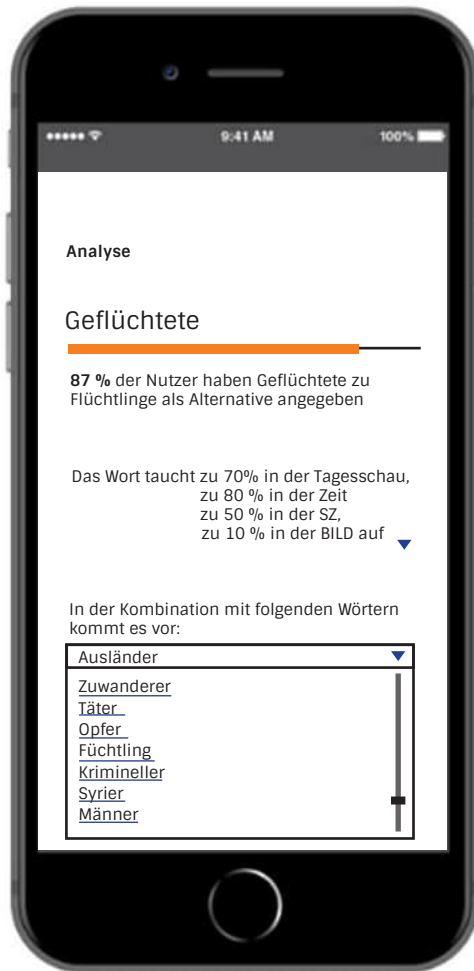 9:41 AM
100%
Analyse
Geflüchtete
87 % der Nutzer haben Geflüchtete zu
Flüchtlinge als Alternative angegeben
Das Wort taucht zu 70% in der Tagesschau,
zu 80 % in der Zeit
zu 50 % in der SZ,
zu 10 % in der BILD auf
In der Kombination mit folgenden Wörtern
kommt es vor:
Ausländer
Zuwanderer
Täter
Opfer
Füchtling
Krimineller
Syrier
Männer